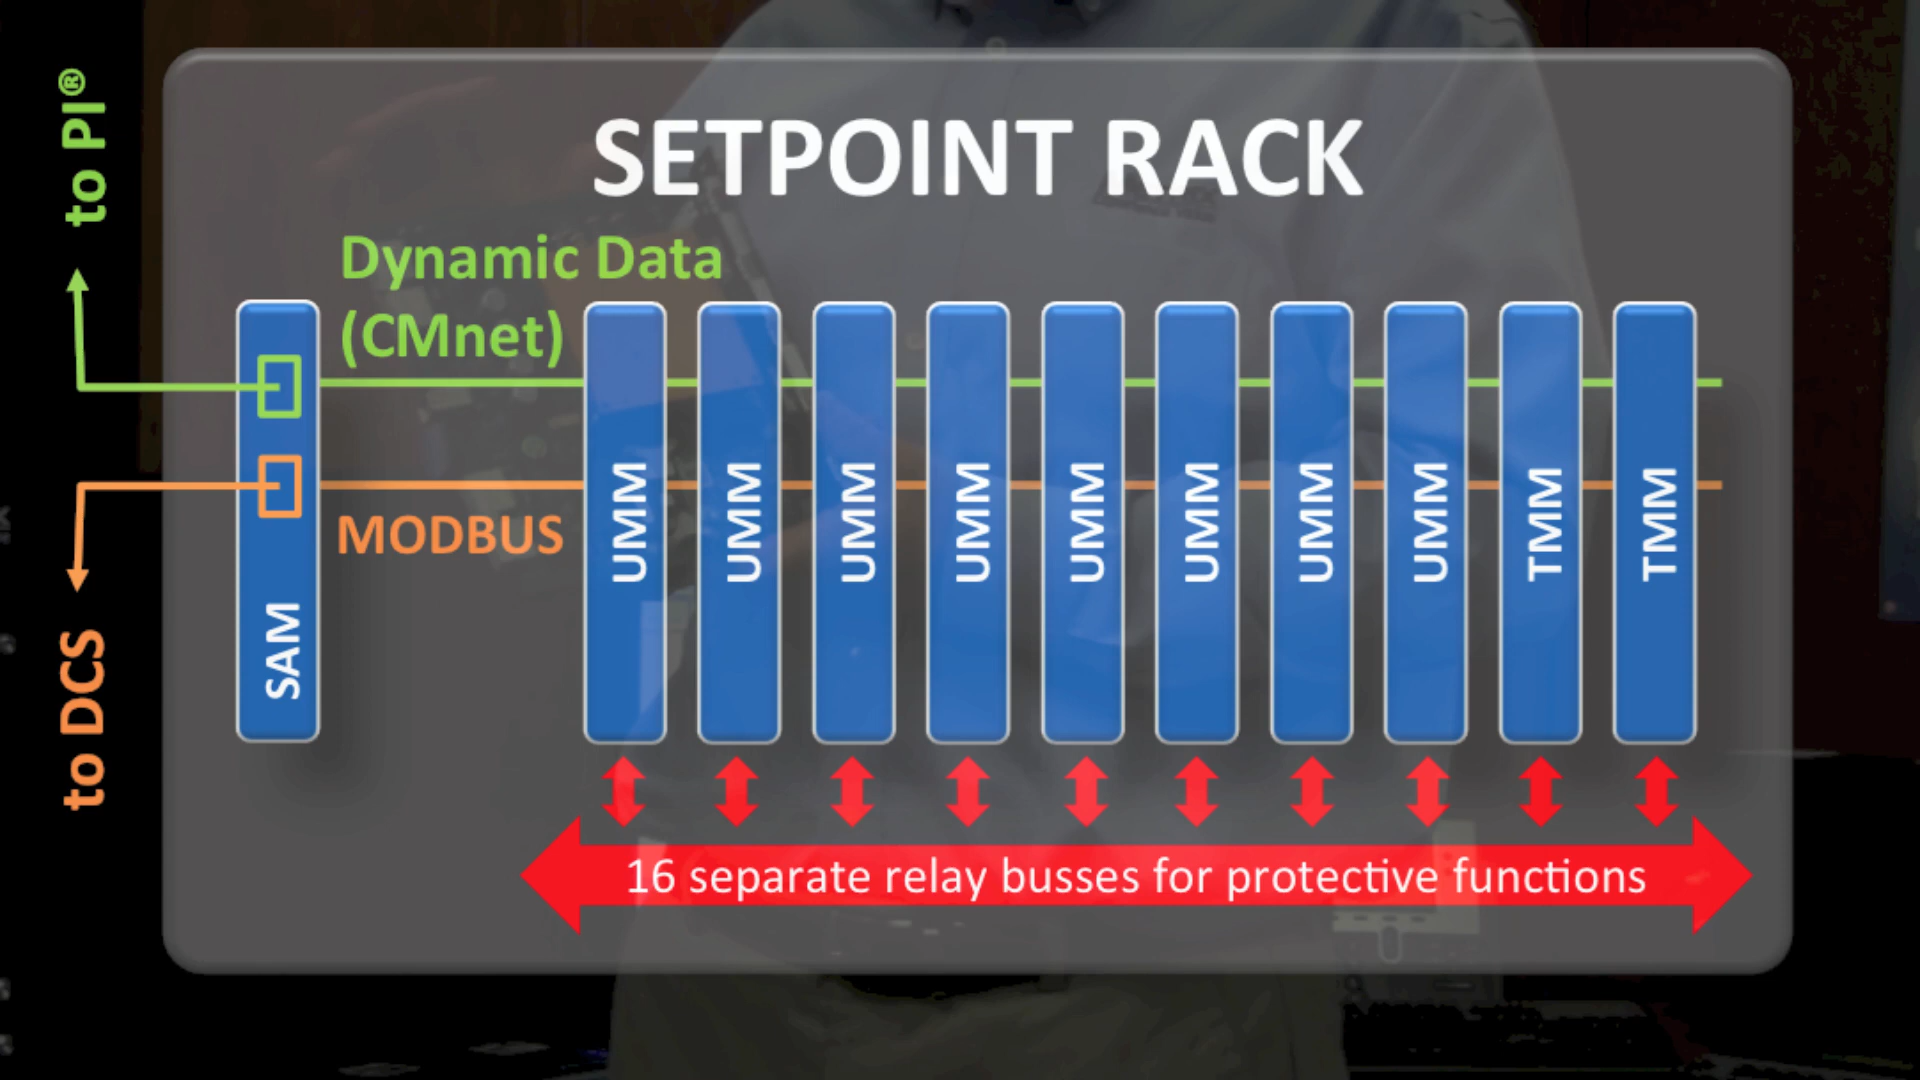 SETPOINT RACK
to PI®
Dynamic Data
(CMnet)
MODBUS
to DCS
SAM
UMM
UMM
UMM
UMM
UMM
UMM
UMM
UMM
TMM
TMM
16 separate relay busses for protective functions